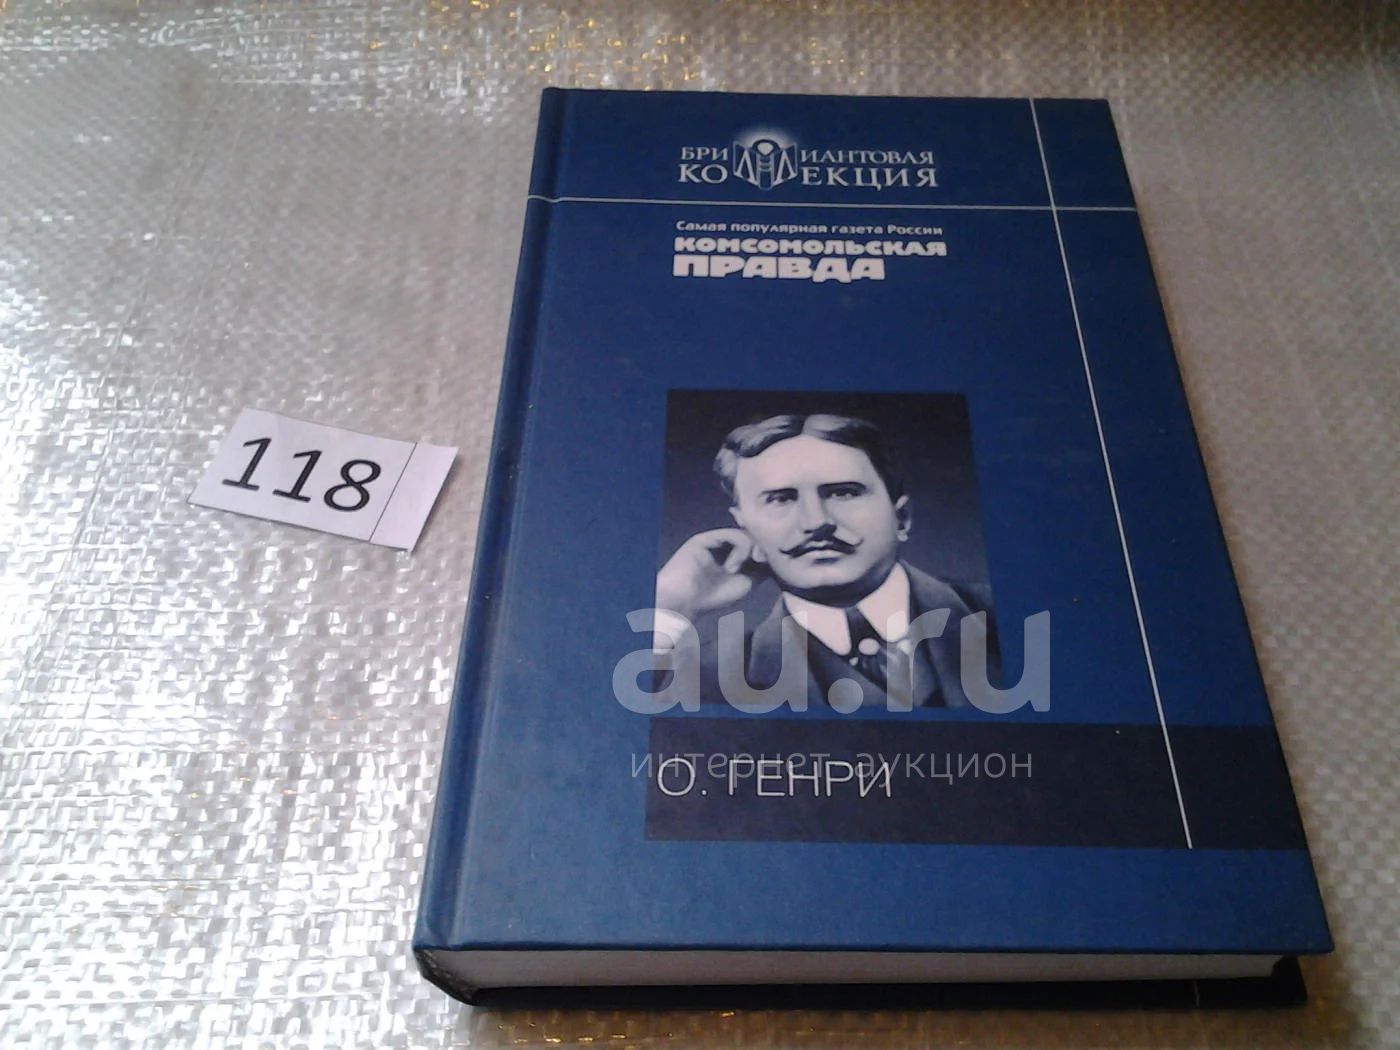 БРИЛЛИАНТОВАЯ
КОЛЛЕКЦИЯ
Самая популярная газета России
КОМСОМОЛЬСКАЯ
ПРАВДА
118
au.ru
интернет-аукцион
О. ГЕНРИ